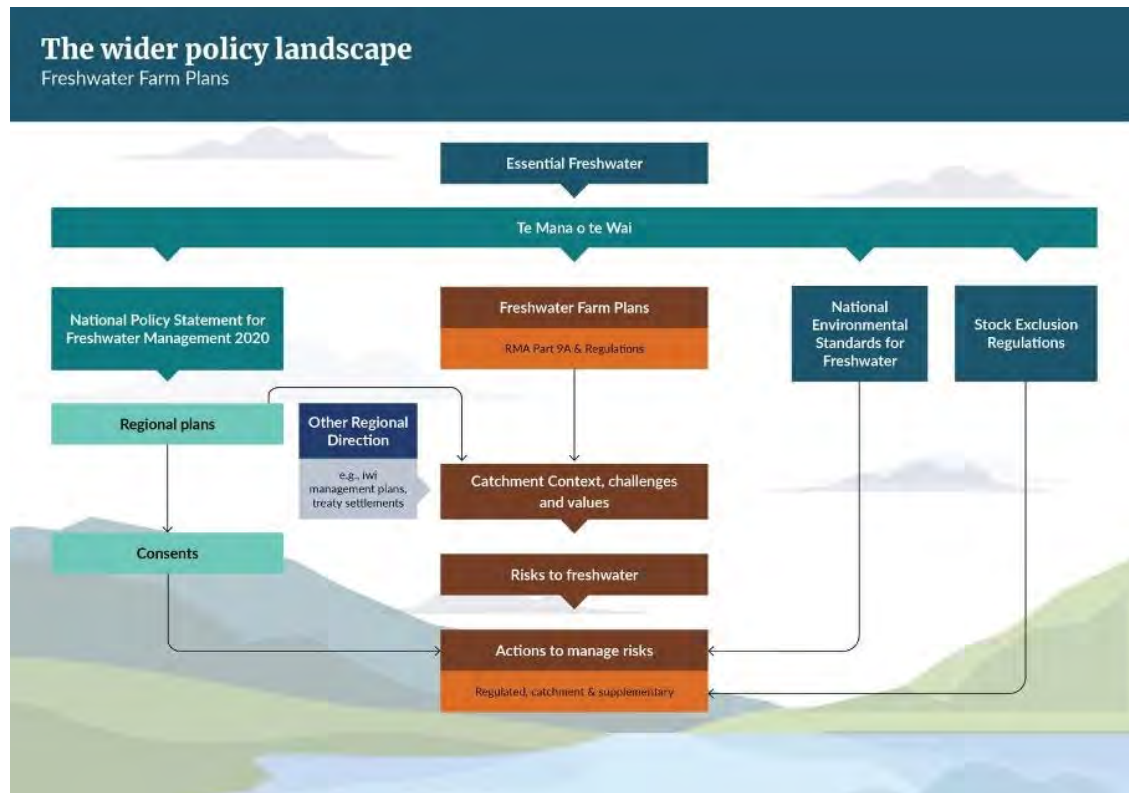 The wider policy landscape
Freshwater Farm Plans
Essential Freshwater
Te Mana o te Wai
National Policy Statement for
Freshwater Management 2020
Freshwater Farm Plans
RMA Part 9A & Regulations
National
Environmental
Standards for
Freshwater
Stock Exclusion
Regulations
Regional plans
Other Regional
Direction
e.g., iwi
management plans,
treaty settlements
Catchment Context, challenges
and values
Consents
Risks to freshwater
Actions to manage risks
Regulated, catchment & supplementary